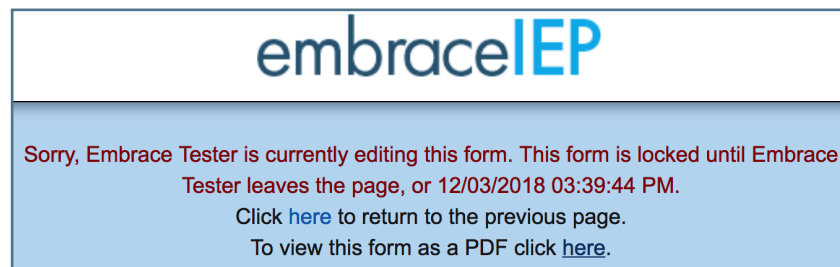 embraceIEP
Sorry, Embrace Tester is currently editing this form. This form is locked until Embrace
Tester leaves the page, or 12/03/2018 03:39:44 PM.
Click here to return to the previous page.
To view this form as a PDF click here.